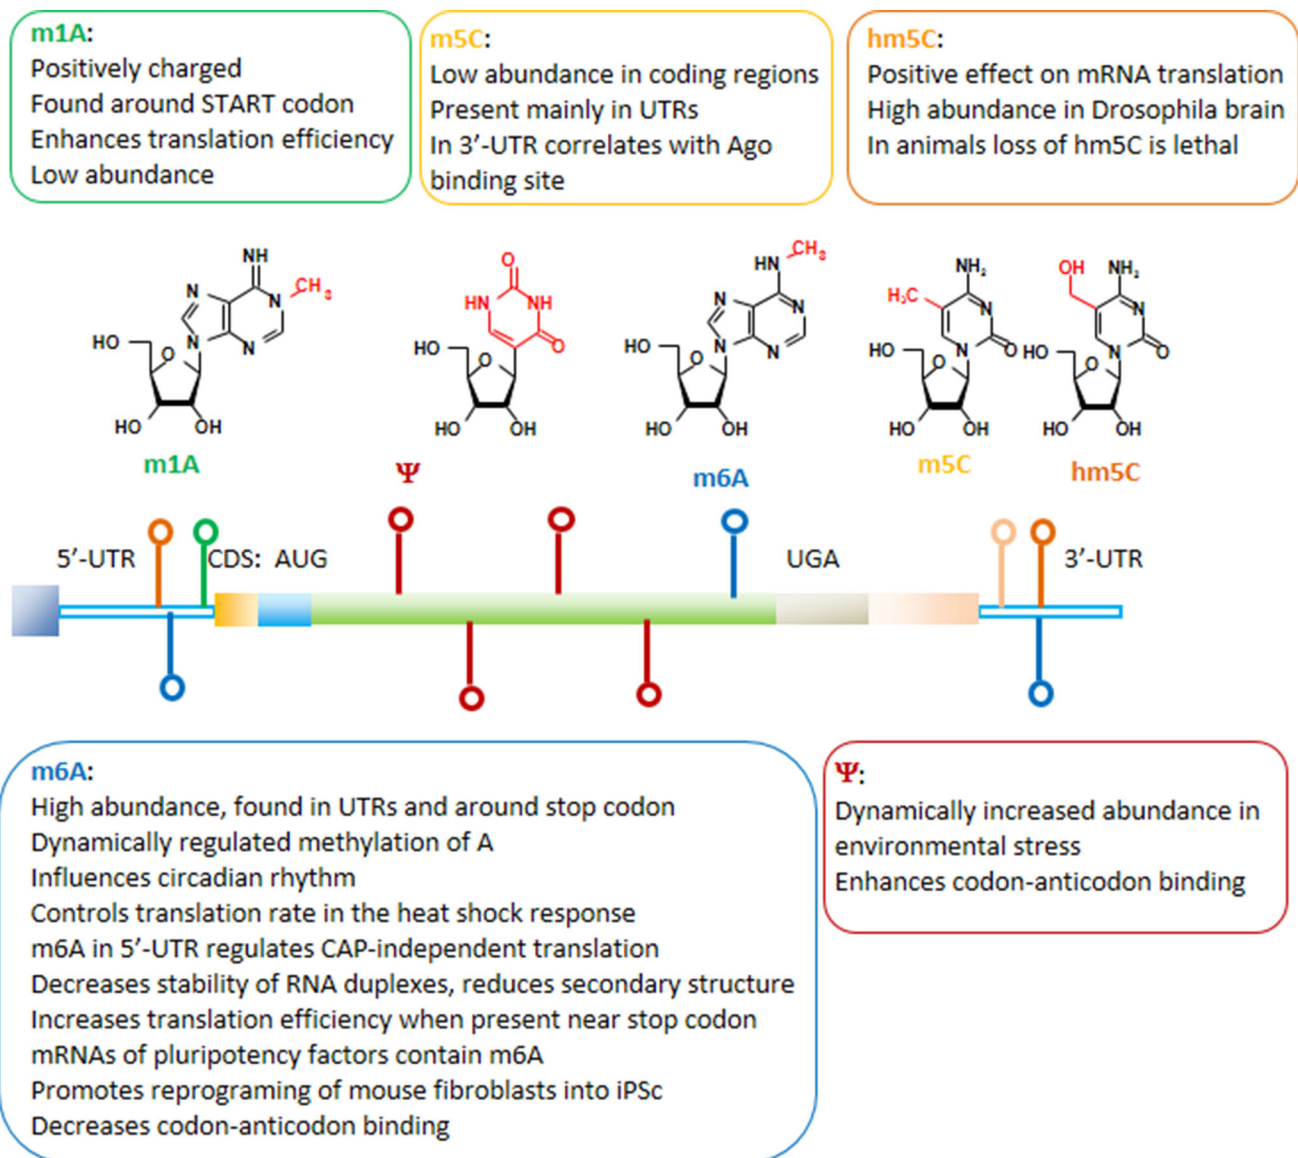 m1A:
Positively charged
Found around START codon
Enhances translation efficiency
Low abundance
m5C:
Low abundance in coding regions
Present mainly in UTRs
In 3′-UTR correlates with Ago
binding site
hm5C:
Positive effect on mRNA translation
High abundance in Drosophila brain
In animals loss of hm5C is lethal
NH
N
N
CH3
N
N
HO
O
HO
OH
m1A
O
HN
NH
O
HO
O
HO
OH
Ψ
HN
CH3
N
N
N
N
HO
O
HO
OH
m6A
NH2
H3C
N
N
O
HO
O
HO
OH
m5C
OH
NH2
N
N
O
HO
O
HO
OH
hm5C
5′-UTR
CDS: AUG
UGA
3′-UTR
m6A:
High abundance, found in UTRs and around stop codon
Dynamically regulated methylation of A
Influences circadian rhythm
Controls translation rate in the heat shock response
m6A in 5′-UTR regulates CAP-independent translation
Decreases stability of RNA duplexes, reduces secondary structure
Increases translation efficiency when present near stop codon
mRNAs of pluripotency factors contain m6A
Promotes reprograming of mouse fibroblasts into iPSc
Decreases codon-anticodon binding
Ψ:
Dynamically increased abundance in
environmental stress
Enhances codon-anticodon binding